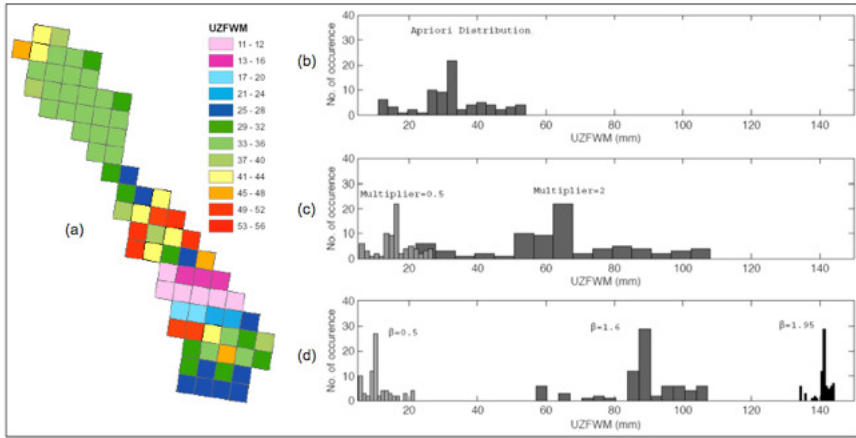 UZFWM
11 - 12
13 - 16
17 - 20
21 - 24
25 - 28
29 - 32
33 - 36
37 - 40
41 - 44
45 - 48
49 - 52
53 - 56
(a)
(b)
No. of occurence
40
30
20
10
0
Apriori Distribution
20 40 60 80 100 120 140
UZFWM (mm)
(c)
No. of occurence
40
30
20
10
0
Multiplier=0.5
Multiplier=2
20 40 60 80 100 120 140
UZFWM (mm)
(d)
No. of occurence
40
30
20
10
0
β=0.5
β=1.6
β=1.95
20 40 60 80 100 120 140
UZFWM (mm)